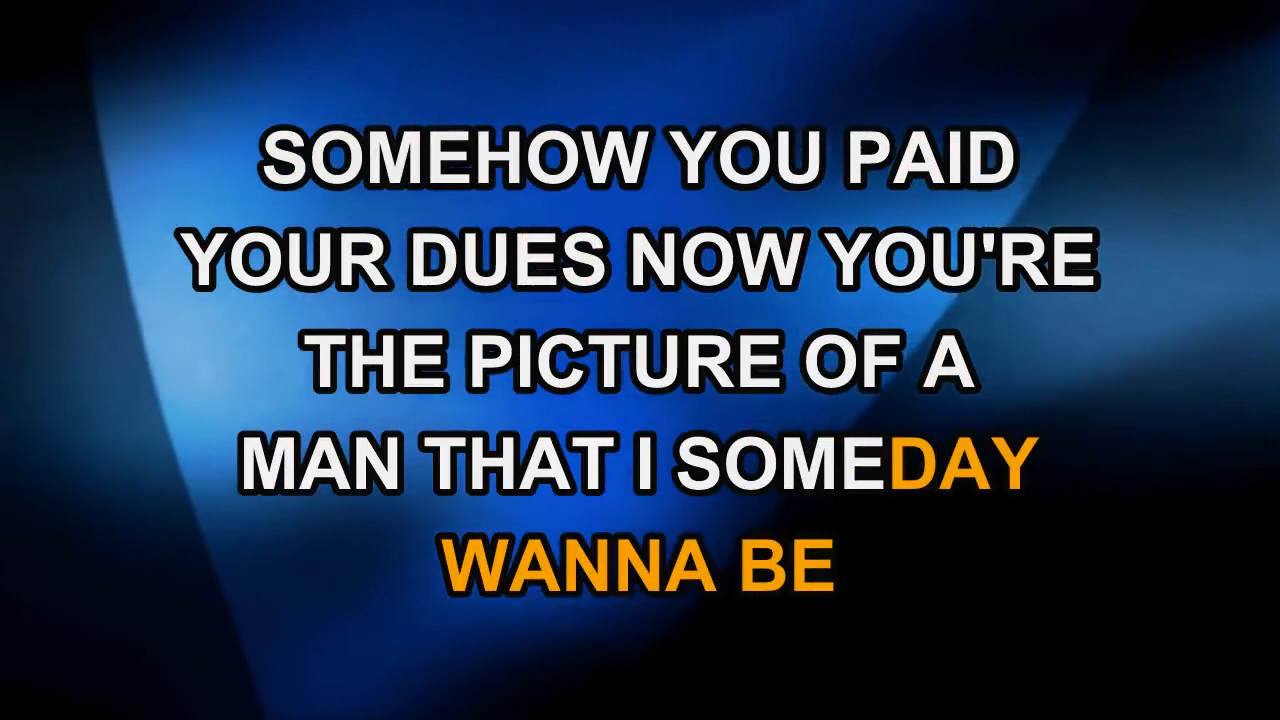 SOMEHOW YOU PAID
YOUR DUES NOW YOU'RE
THE PICTURE OF A
MAN THAT I SOMEDAY
WANNA BE